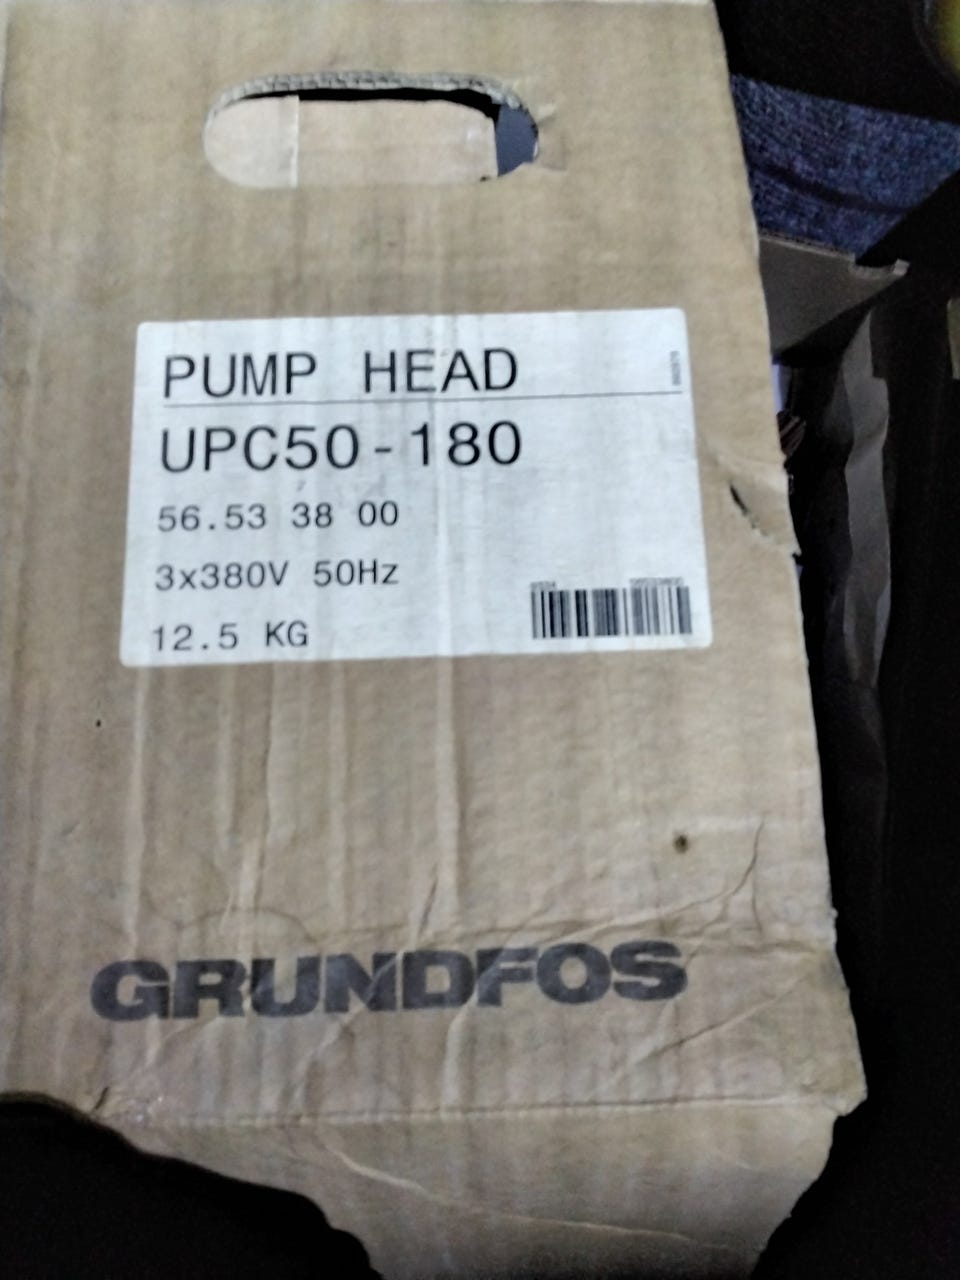 PUMP HEAD
UPC50-180
56.53 38 00
3x380V 50Hz
12.5 KG
GRUNDFOS